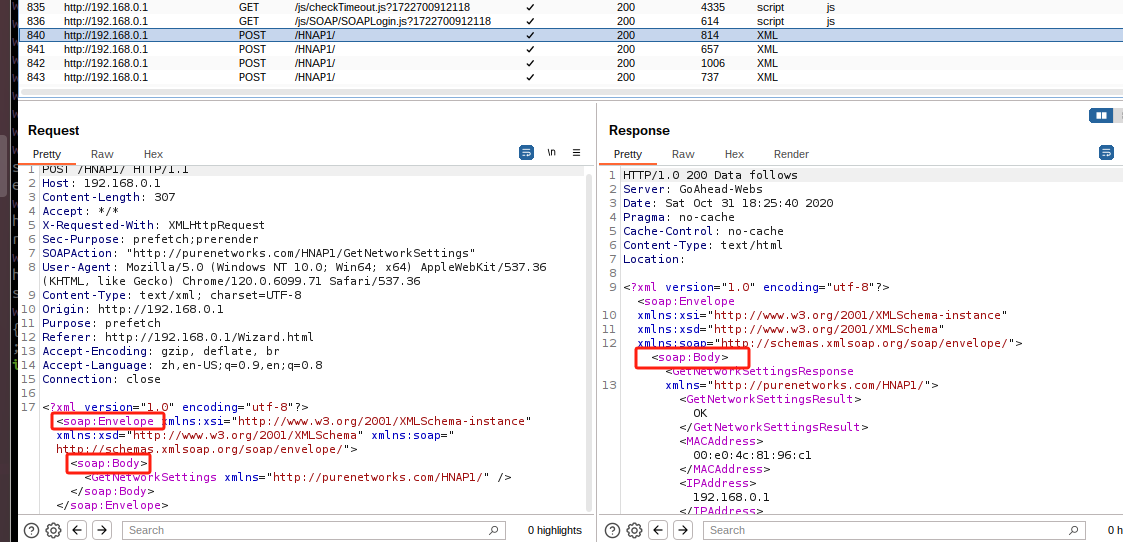 835 http://192.168.0.1 GET /js/checkTimeout.js?1722700912118 ✓ 200 4335 script js
836 http://192.168.0.1 GET /js/SOAP/SOAPLogin.js?1722700912118 ✓ 200 614 script js
840 http://192.168.0.1 POST /HNAP1/ ✓ 200 814 XML
841 http://192.168.0.1 POST /HNAP1/ ✓ 200 657 XML
842 http://192.168.0.1 POST /HNAP1/ ✓ 200 1006 XML
843 http://192.168.0.1 POST /HNAP1/ ✓ 200 737 XML
Request
Pretty Raw Hex
\n
1 POST /HNAP1/ HTTP/1.1
2 Host: 192.168.0.1
3 Content-Length: 307
4 Accept: */*
5 X-Requested-With: XMLHttpRequest
6 Sec-Purpose: prefetch;prerender
7 SOAPAction: "http://purenetworks.com/HNAP1/GetNetworkSettings"
8 User-Agent: Mozilla/5.0 (Windows NT 10.0; Win64; x64) AppleWebKit/537.36
(KHTML, like Gecko) Chrome/120.0.6099.71 Safari/537.36
9 Content-Type: text/xml; charset=UTF-8
10 Origin: http://192.168.0.1
11 Purpose: prefetch
12 Referer: http://192.168.0.1/Wizard.html
13 Accept-Encoding: gzip, deflate, br
14 Accept-Language: zh,en-US;q=0.9,en;q=0.8
15 Connection: close
16
17 <?xml version="1.0" encoding="utf-8"?>
<soap:Envelope xmlns:xsi="http://www.w3.org/2001/XMLSchema-instance"
xmlns:xsd="http://www.w3.org/2001/XMLSchema" xmlns:soap="
http://schemas.xmlsoap.org/soap/envelope/">
<soap:Body>
<GetNetworkSettings xmlns="http://purenetworks.com/HNAP1/" />
</soap:Body>
</soap:Envelope>
Search
0 highlights
Response
Pretty Raw Hex Render
1 HTTP/1.0 200 Data follows
2 Server: GoAhead-Webs
3 Date: Sat Oct 31 18:25:40 2020
4 Pragma: no-cache
5 Cache-Control: no-cache
6 Content-Type: text/html
7 Location:
8
9 <?xml version="1.0" encoding="utf-8"?>
<soap:Envelope
10 xmlns:xsi="http://www.w3.org/2001/XMLSchema-instance"
11 xmlns:xsd="http://www.w3.org/2001/XMLSchema"
12 xmlns:soap="http://schemas.xmlsoap.org/soap/envelope/">
<soap:Body>
<GetNetworkSettingsResponse
13 xmlns="http://purenetworks.com/HNAP1/">
<GetNetworkSettingsResult>
OK
</GetNetworkSettingsResult>
<MACAddress>
00:e0:4c:81:96:c1
</MACAddress>
<IPAddress>
192.168.0.1
</IPAddress>
Search
0 h